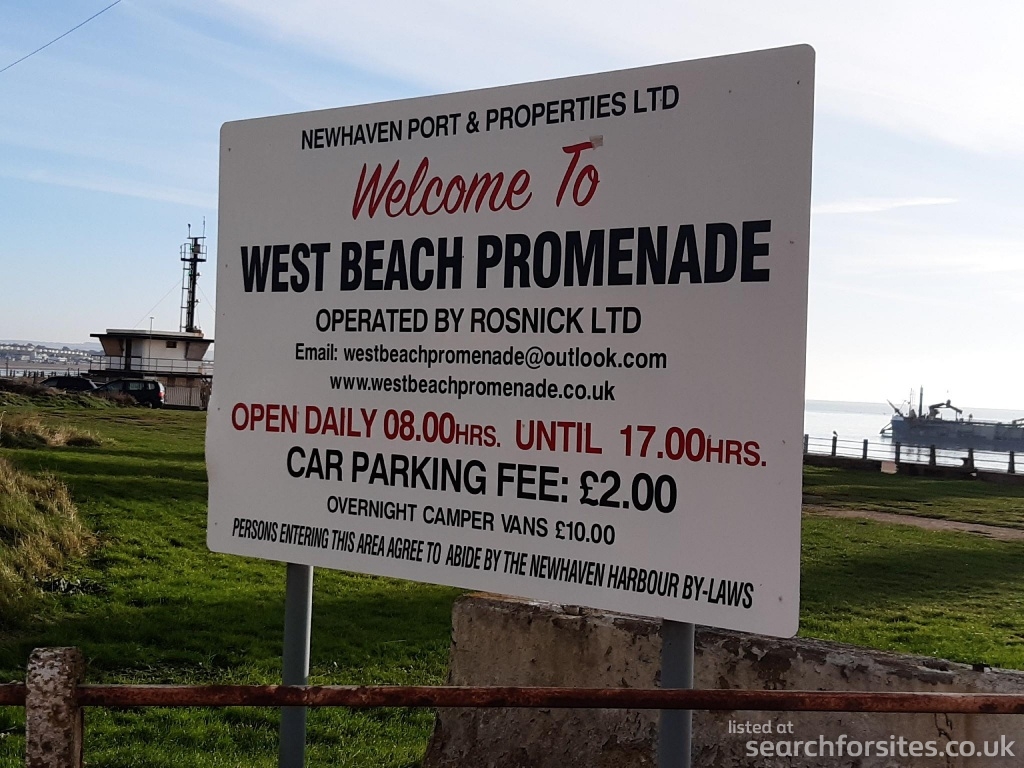 NEWHAVEN PORT & PROPERTIES LTD
Welcome To
WEST BEACH PROMENADE
OPERATED BY ROSNICK LTD
Email: westbeachpromenade@outlook.com
www.westbeachpromenade.co.uk
OPEN DAILY 08.00HRS. UNTIL 17.00HRS.
CAR PARKING FEE: £2.00
OVERNIGHT CAMPER VANS £10.00
PERSONS ENTERING THIS AREA AGREE TO ABIDE BY THE NEWHAVEN HARBOUR BY-LAWS
listed at
searchforsites.co.uk